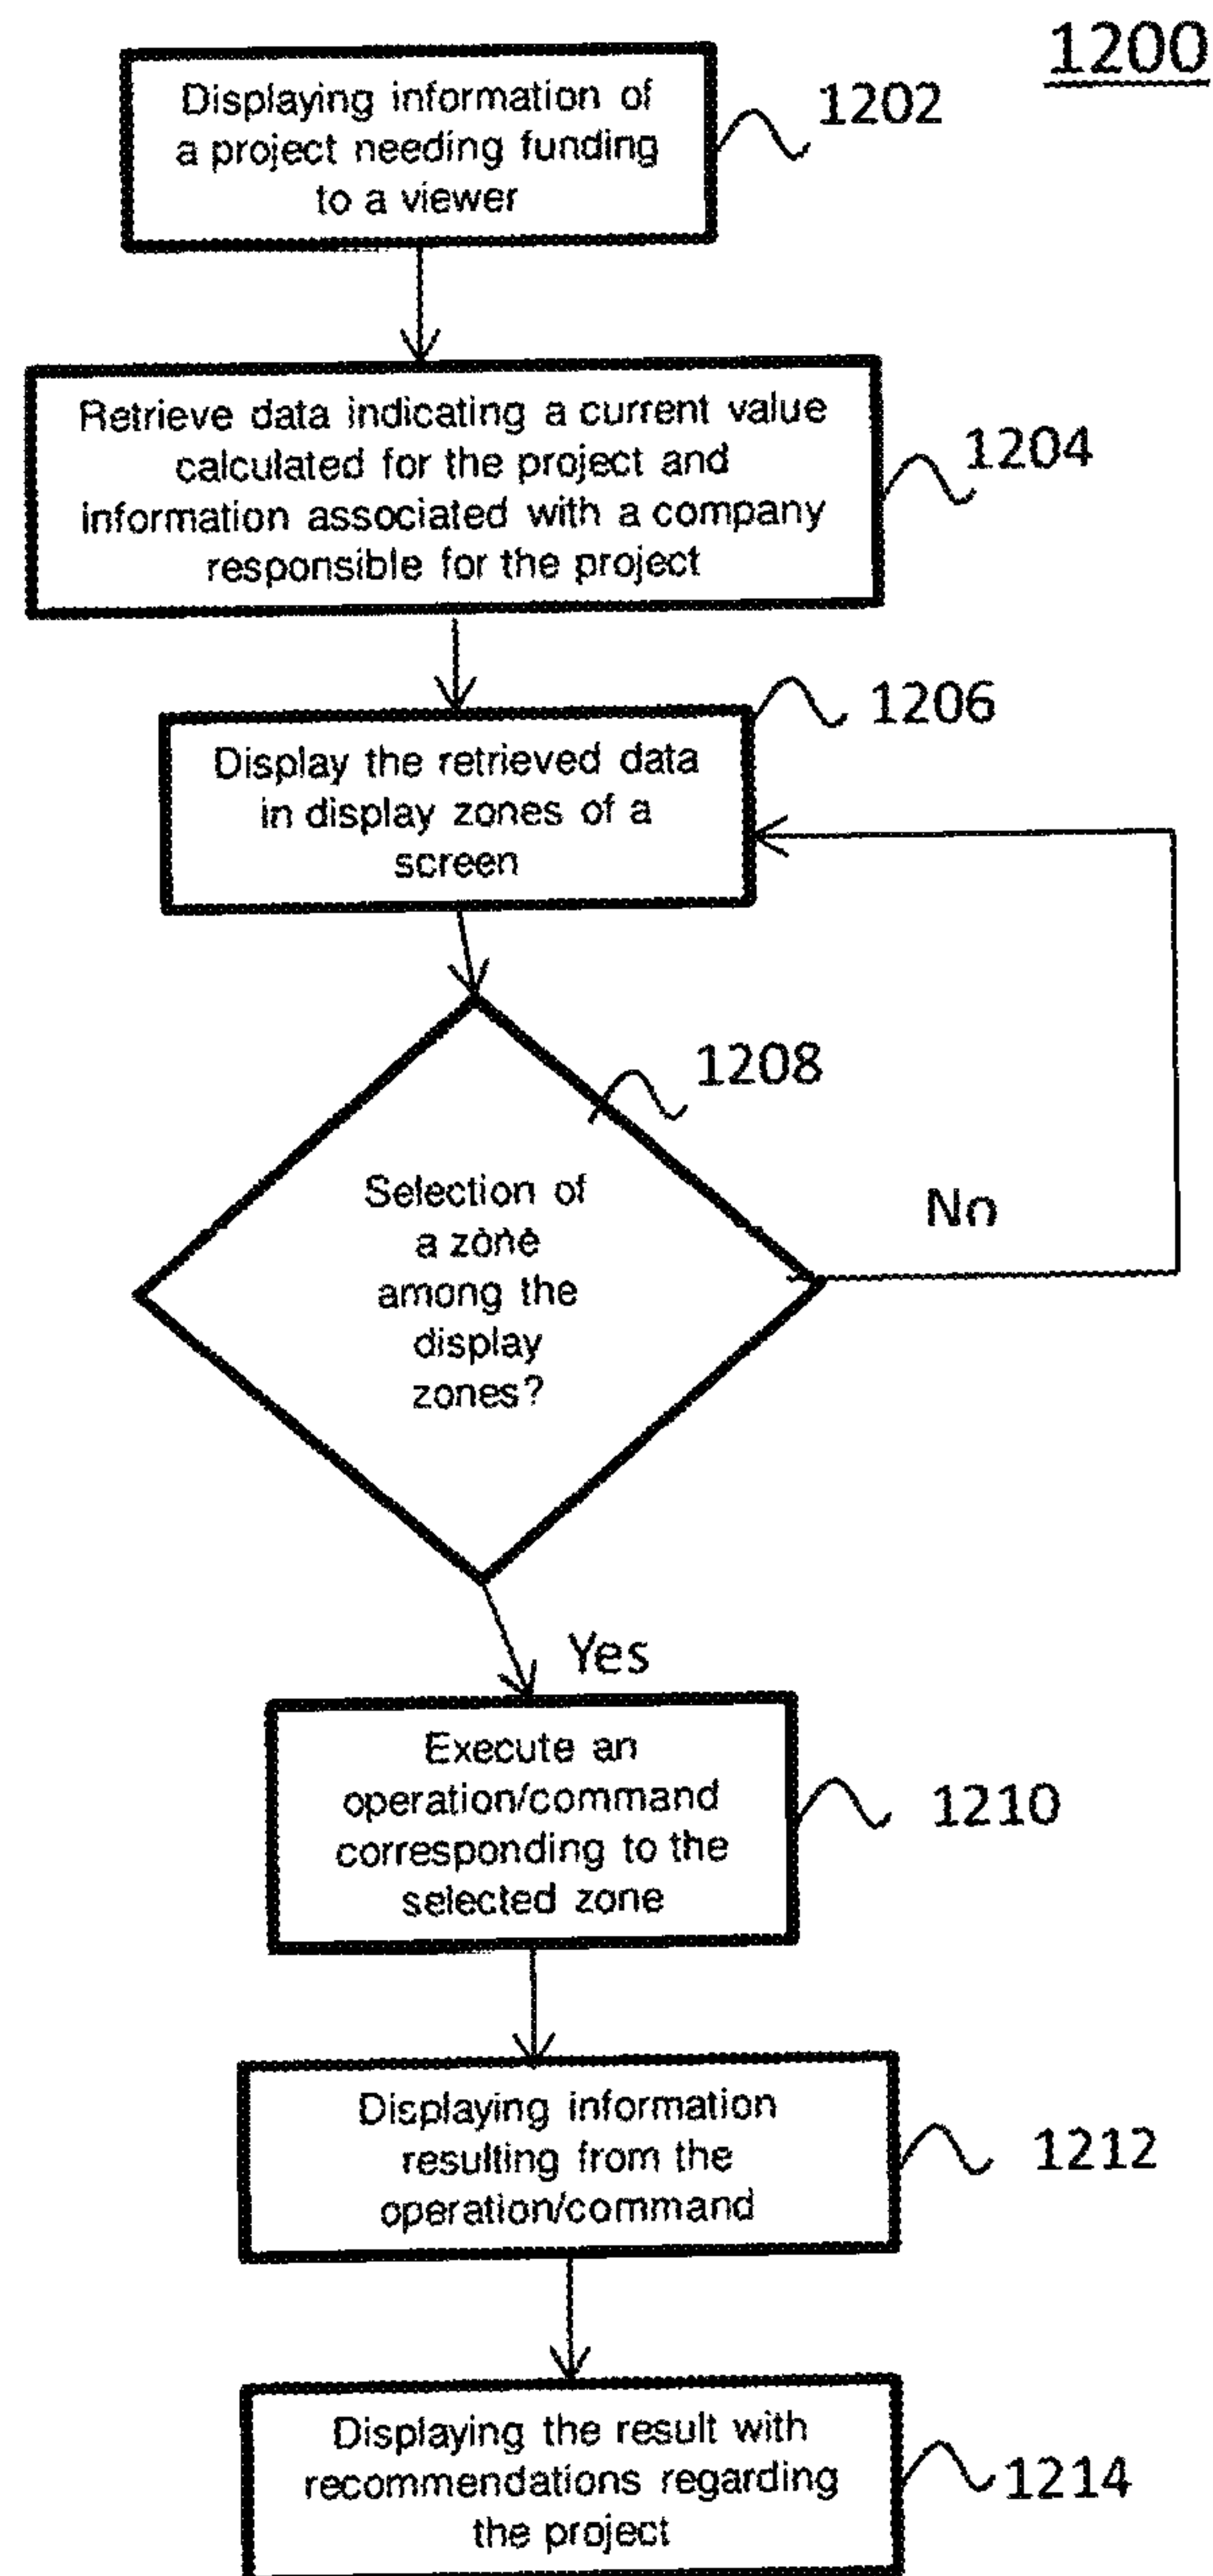 1200
Displaying information of
a project needing funding
to a viewer
1202
Retrieve data indicating a current value
calculated for the project and
information associated with a company
responsible for the project
1204
1206
Display the retrieved data
in display zones of a
screen
1208
Selection of
a zone
among the
display
zones?
No
Yes
Execute an
operation/command
corresponding to the
selected zone
1210
Displaying information
resulting from the
operation/command
1212
Displaying the result with
recommendations regarding
the project
1214